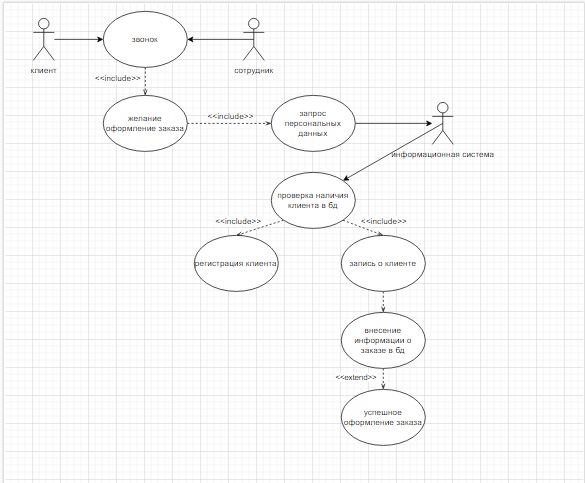 звонок
клиент
сотрудник
<<include>>
желание
оформление заказа
<<include>>
запрос
персональных
данных
информационная система
проверка наличия
клиента в бд
<<include>>
<<include>>
регистрация клиента
запись о клиенте
внесение
информации о
заказе в бд
<<extend>>
успешное
оформление заказа